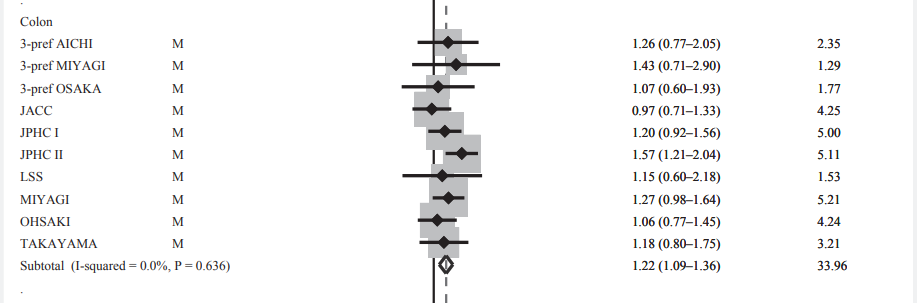 Colon
3-pref AICHI M 1.26 (0.77–2.05) 2.35
3-pref MIYAGI M 1.43 (0.71–2.90) 1.29
3-pref OSAKA M 1.07 (0.60–1.93) 1.77
JACC M 0.97 (0.71–1.33) 4.25
JPHC I M 1.20 (0.92–1.56) 5.00
JPHC II M 1.57 (1.21–2.04) 5.11
LSS M 1.15 (0.60–2.18) 1.53
MIYAGI M 1.27 (0.98–1.64) 5.21
OHSAKI M 1.06 (0.77–1.45) 4.24
TAKAYAMA M 1.18 (0.80–1.75) 3.21
Subtotal (I-squared = 0.0%, P = 0.636) 1.22 (1.09–1.36) 33.96
.